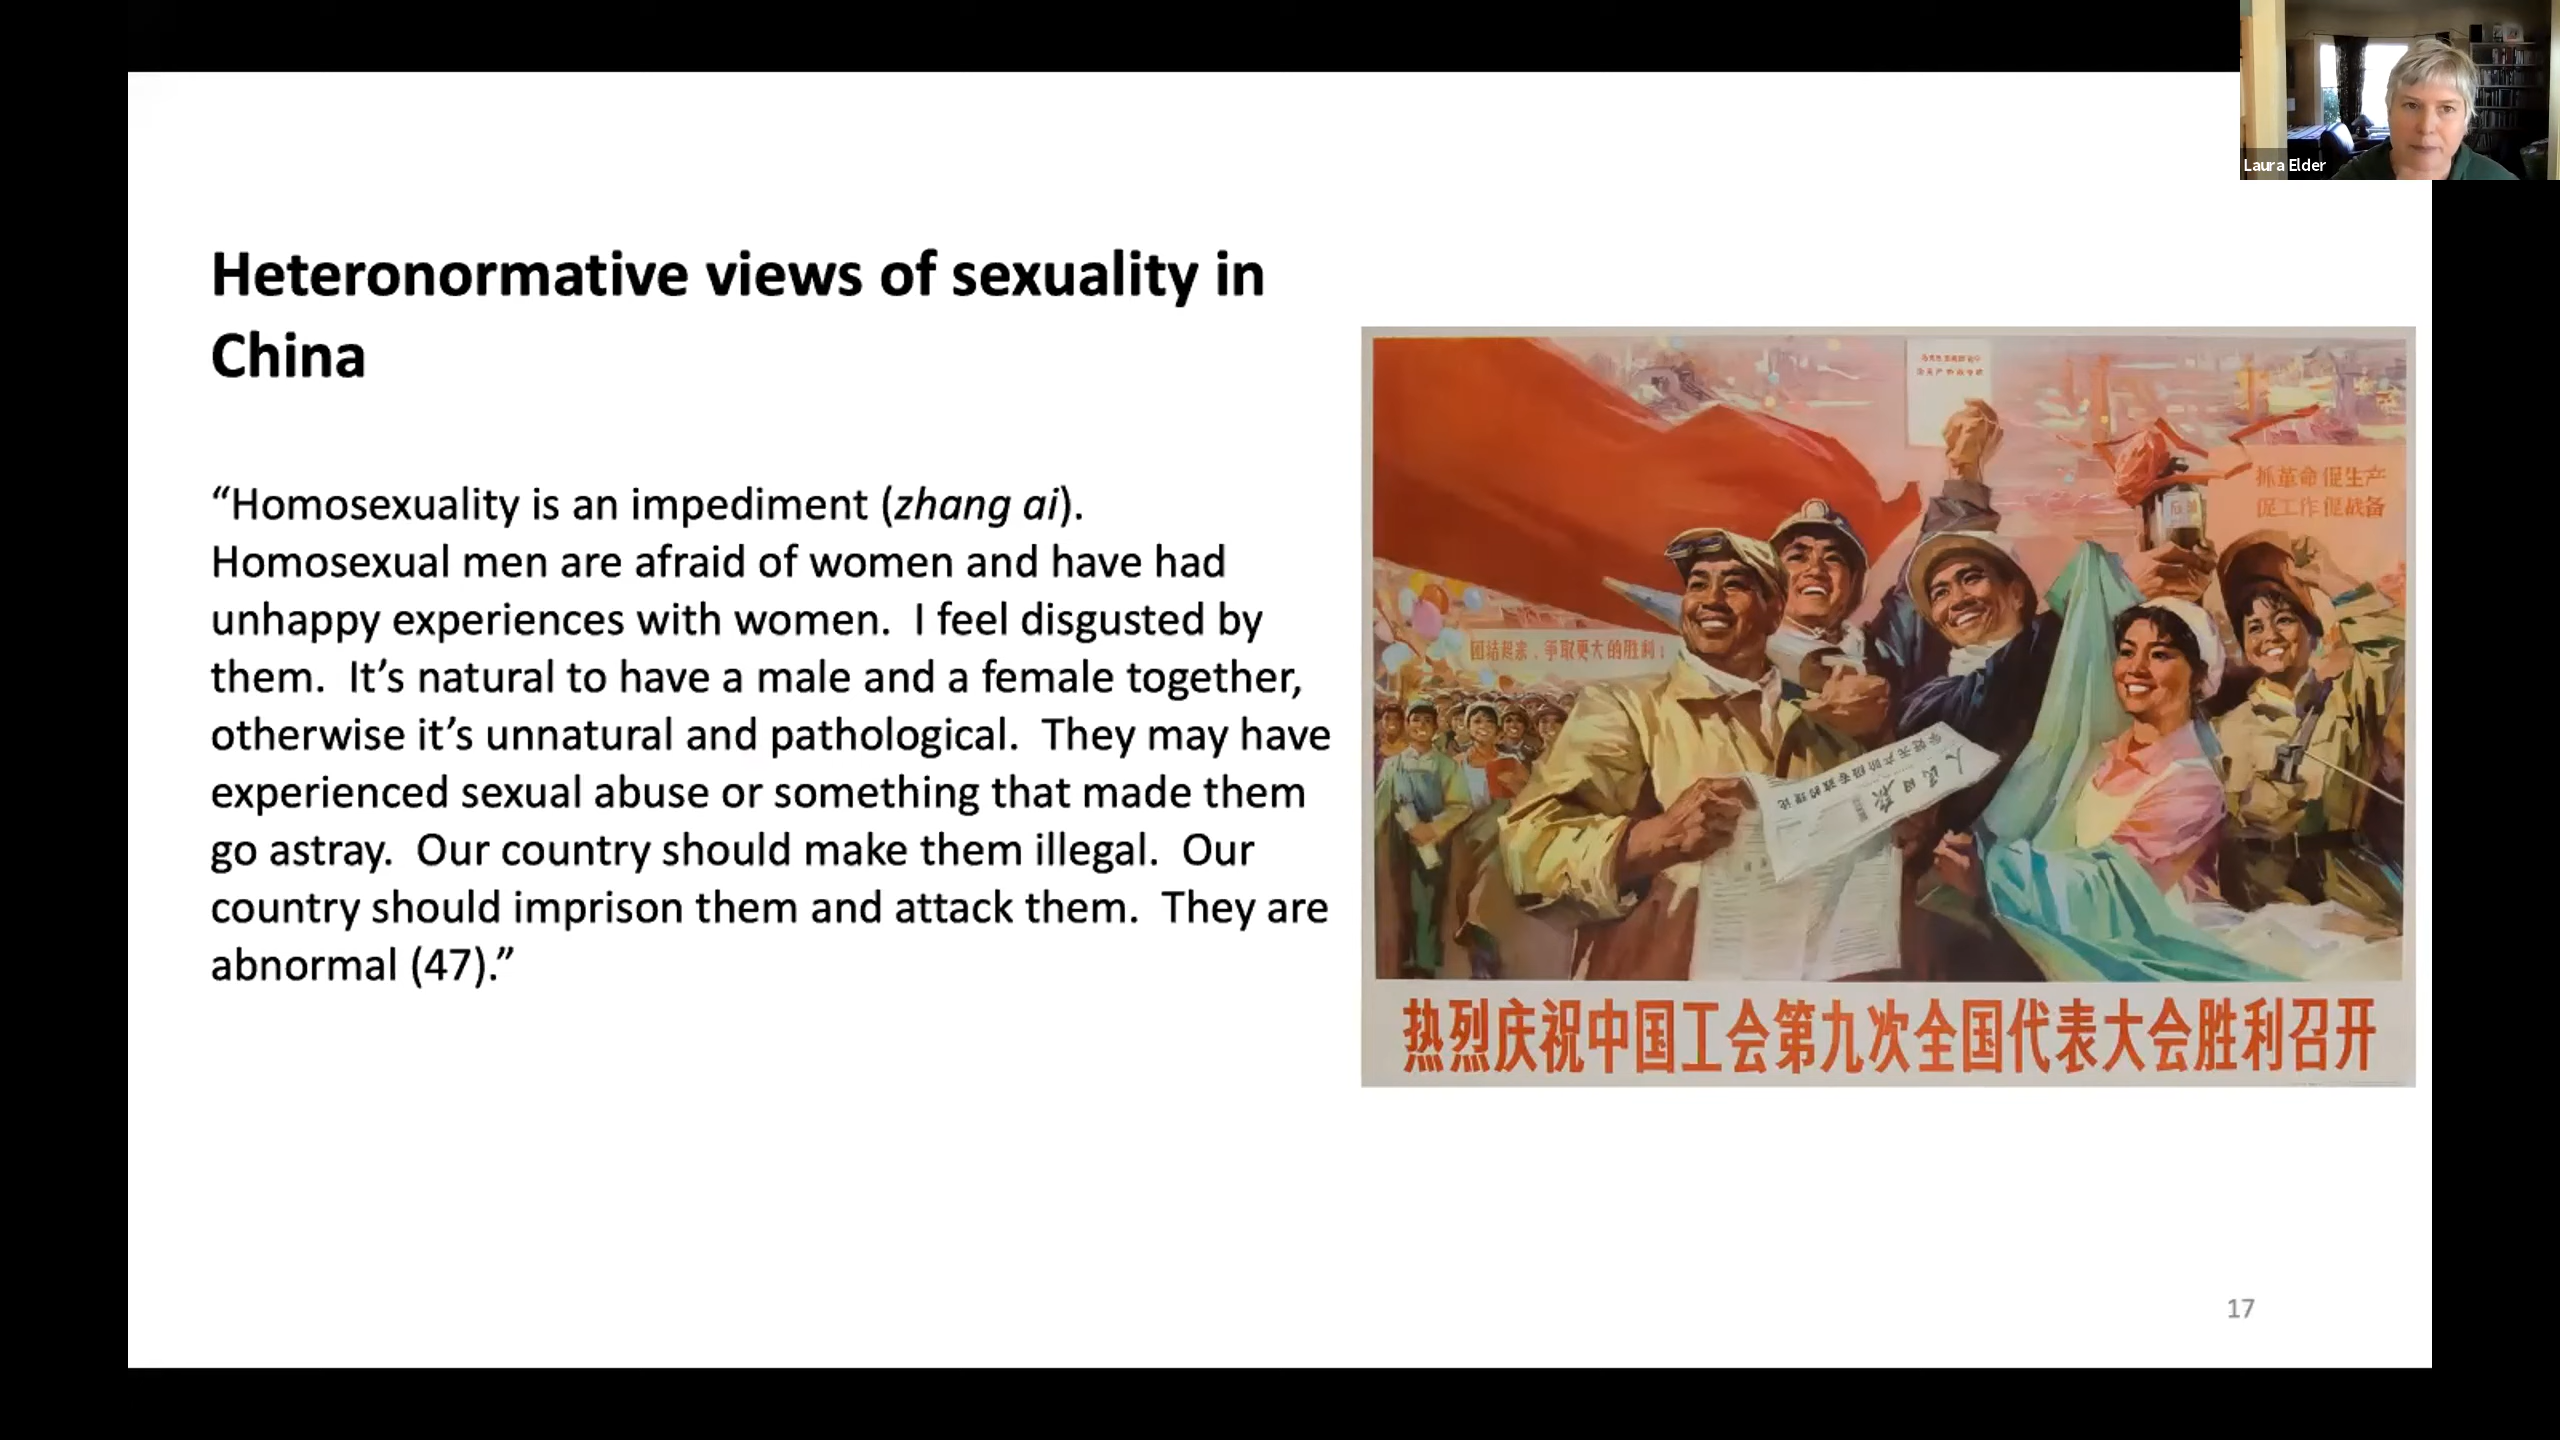 Laura Elder
Heteronormative views of sexuality in
China
“Homosexuality is an impediment (zhang ai).
Homosexual men are afraid of women and have had
unhappy experiences with women.  I feel disgusted by
them.  It’s natural to have a male and a female together,
otherwise it’s unnatural and pathological.  They may have
experienced sexual abuse or something that made them
go astray.  Our country should make them illegal.  Our
country should imprison them and attack them.  They are
abnormal (47).”
抓革命 促生产
促工作 促战备
团结起来，争取更大的胜利！
人民日报
热烈庆祝中国工会第九次全国代表大会胜利召开
17